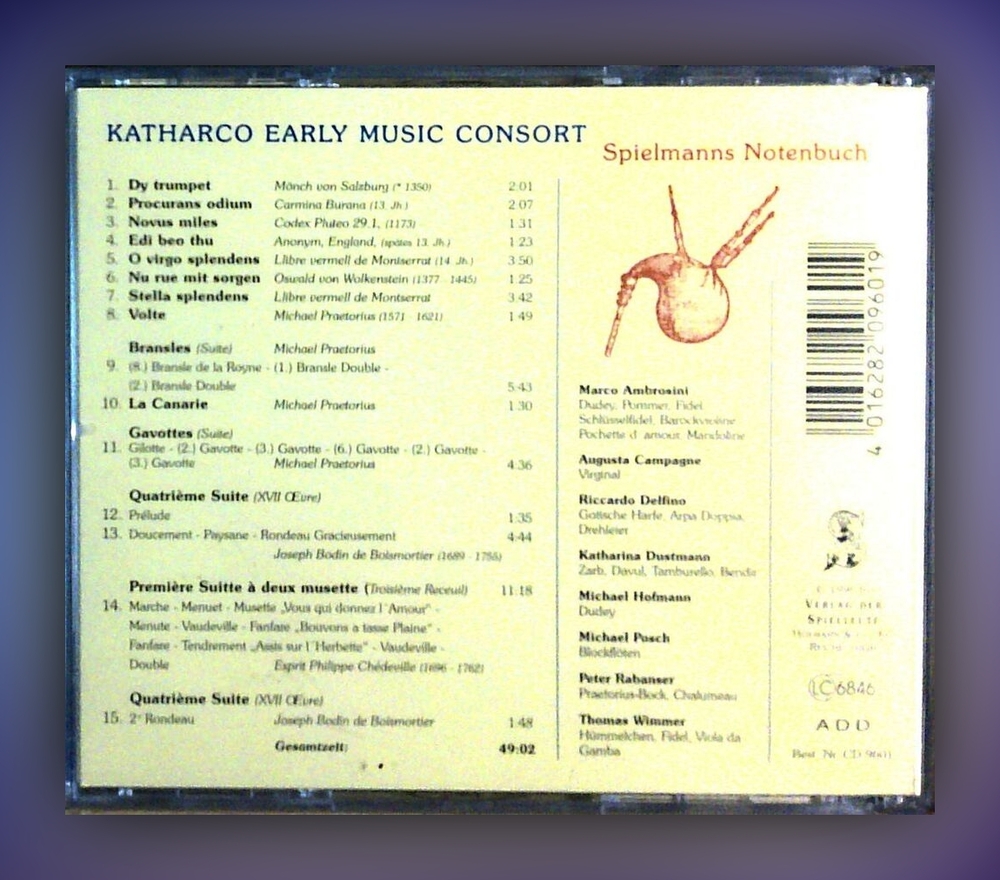 KATHARCO EARLY MUSIC CONSORT
Spielmanns Notenbuch
1. Dy trumpet Mönch von Salzburg (* 1350) 2:01
2. Procurans odium Carmina Burana (13. Jh.) 2:07
3. Novus miles Codex Pluteo 29.1, (1173) 1:31
4. Edi beo thu Anonym, England, (spätes 13. Jh.) 1:23
5. O virgo splendens Llibre vermell de Montserrat (14. Jh.) 3:50
6. Nu rue mit sorgen Oswald von Wolkenstein (1377 - 1445) 1:25
7. Stella splendens Llibre vermell de Montserrat 3:42
8. Volte Michael Praetorius (1571 - 1621) 1:49
Bransles (Suite) Michael Praetorius
9. (8.) Bransle de la Royne - (1.) Bransle Double -
(2.) Bransle Double 5:43
10. La Canarie Michael Praetorius 1:30
Gavottes (Suite)
11. Gilotte - (2.) Gavotte - (3.) Gavotte - (6.) Gavotte - (2.) Gavotte -
(3.) Gavotte Michael Praetorius 4:36
Quatrième Suite (XVII Œuvre)
12. Prélude 1:35
13. Doucement - Paysane - Rondeau Gracieusement 4:44
Joseph Bodin de Boismortier (1689 - 1755)
Première Suitte à deux musette (Troisième Receuil) 11:18
14. Marche - Menuet - Musette „Vous qui donnez l´Amour" -
Menute - Vaudeville - Fanfare „Bouvons a tasse Plaine" -
Fanfare - Tendrement „Assis sur l´Herbette" - Vaudeville -
Double Esprit Philippe Chédeville (1696 - 1762)
Quatrième Suite (XVII Œuvre)
15. 2e Rondeau Joseph Bodin de Boismortier 1:48
Gesamtzeit: 49:02
Marco Ambrosini
Dudey, Pommer, Fidel
Schlüsselfidel, Barockvioline
Pochette d´amour, Mandoline
Augusta Campagne
Virginal
Riccardo Delfino
Gotische Harfe, Arpa Doppia,
Drehleier
Katharina Dustmann
Zarb, Davul, Tamburello, Bendir
Michael Hofmann
Dudey
Michael Posch
Blockflöten
Peter Rabanser
Praetorius-Bock, Chalumeau
Thomas Wimmer
Hümmelchen, Fidel, Viola da
Gamba
4 016282 096019
VERLAG DER
SPIELLEUTE
LC 6846
ADD
Best. Nr. CD 9601